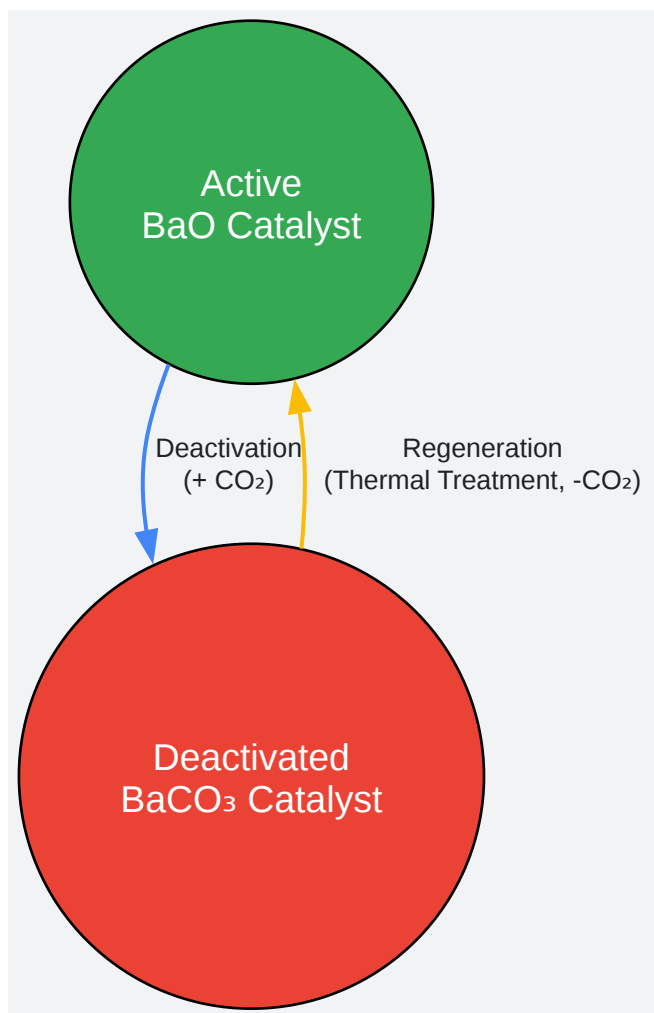 Active
BaO Catalyst
Deactivation
(+ CO₂)
Regeneration
(Thermal Treatment, -CO₂)
Deactivated
BaCO₃ Catalyst